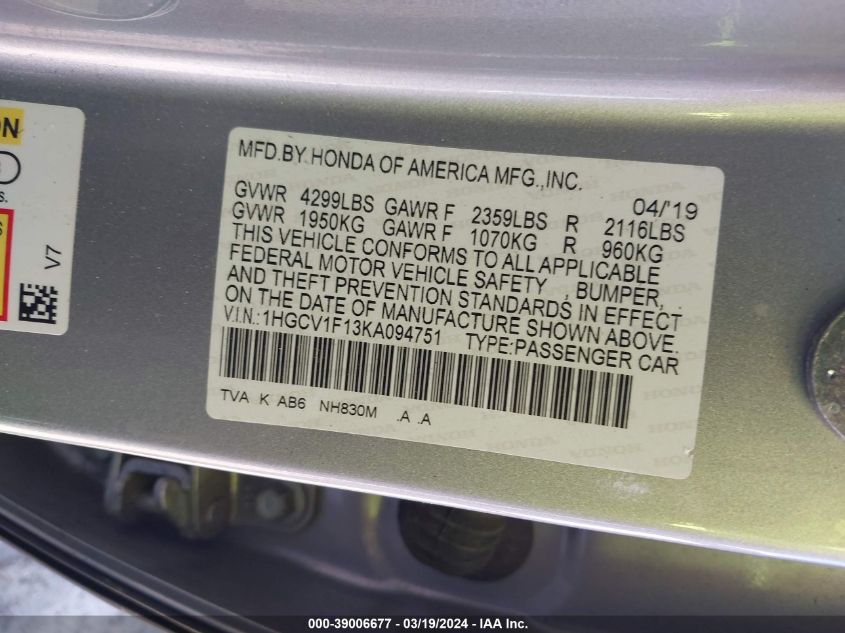 ON
S.
S
V7
MFD.BY HONDA OF AMERICA MFG.,INC.
04/'19
GVWR 4299LBS GAWR F 2359LBS R 2116LBS
GVWR 1950KG GAWR F 1070KG R 960KG
THIS VEHICLE CONFORMS TO ALL APPLICABLE
FEDERAL MOTOR VEHICLE SAFETY , BUMPER,
AND THEFT PREVENTION STANDARDS IN EFFECT
ON THE DATE OF MANUFACTURE SHOWN ABOVE.
V.I.N.:1HGCV1F13KA094751 TYPE:PASSENGER CAR
TVA K AB6 NH830M .A .A
000-39006677 / 03/19/2024 - IAA Inc.